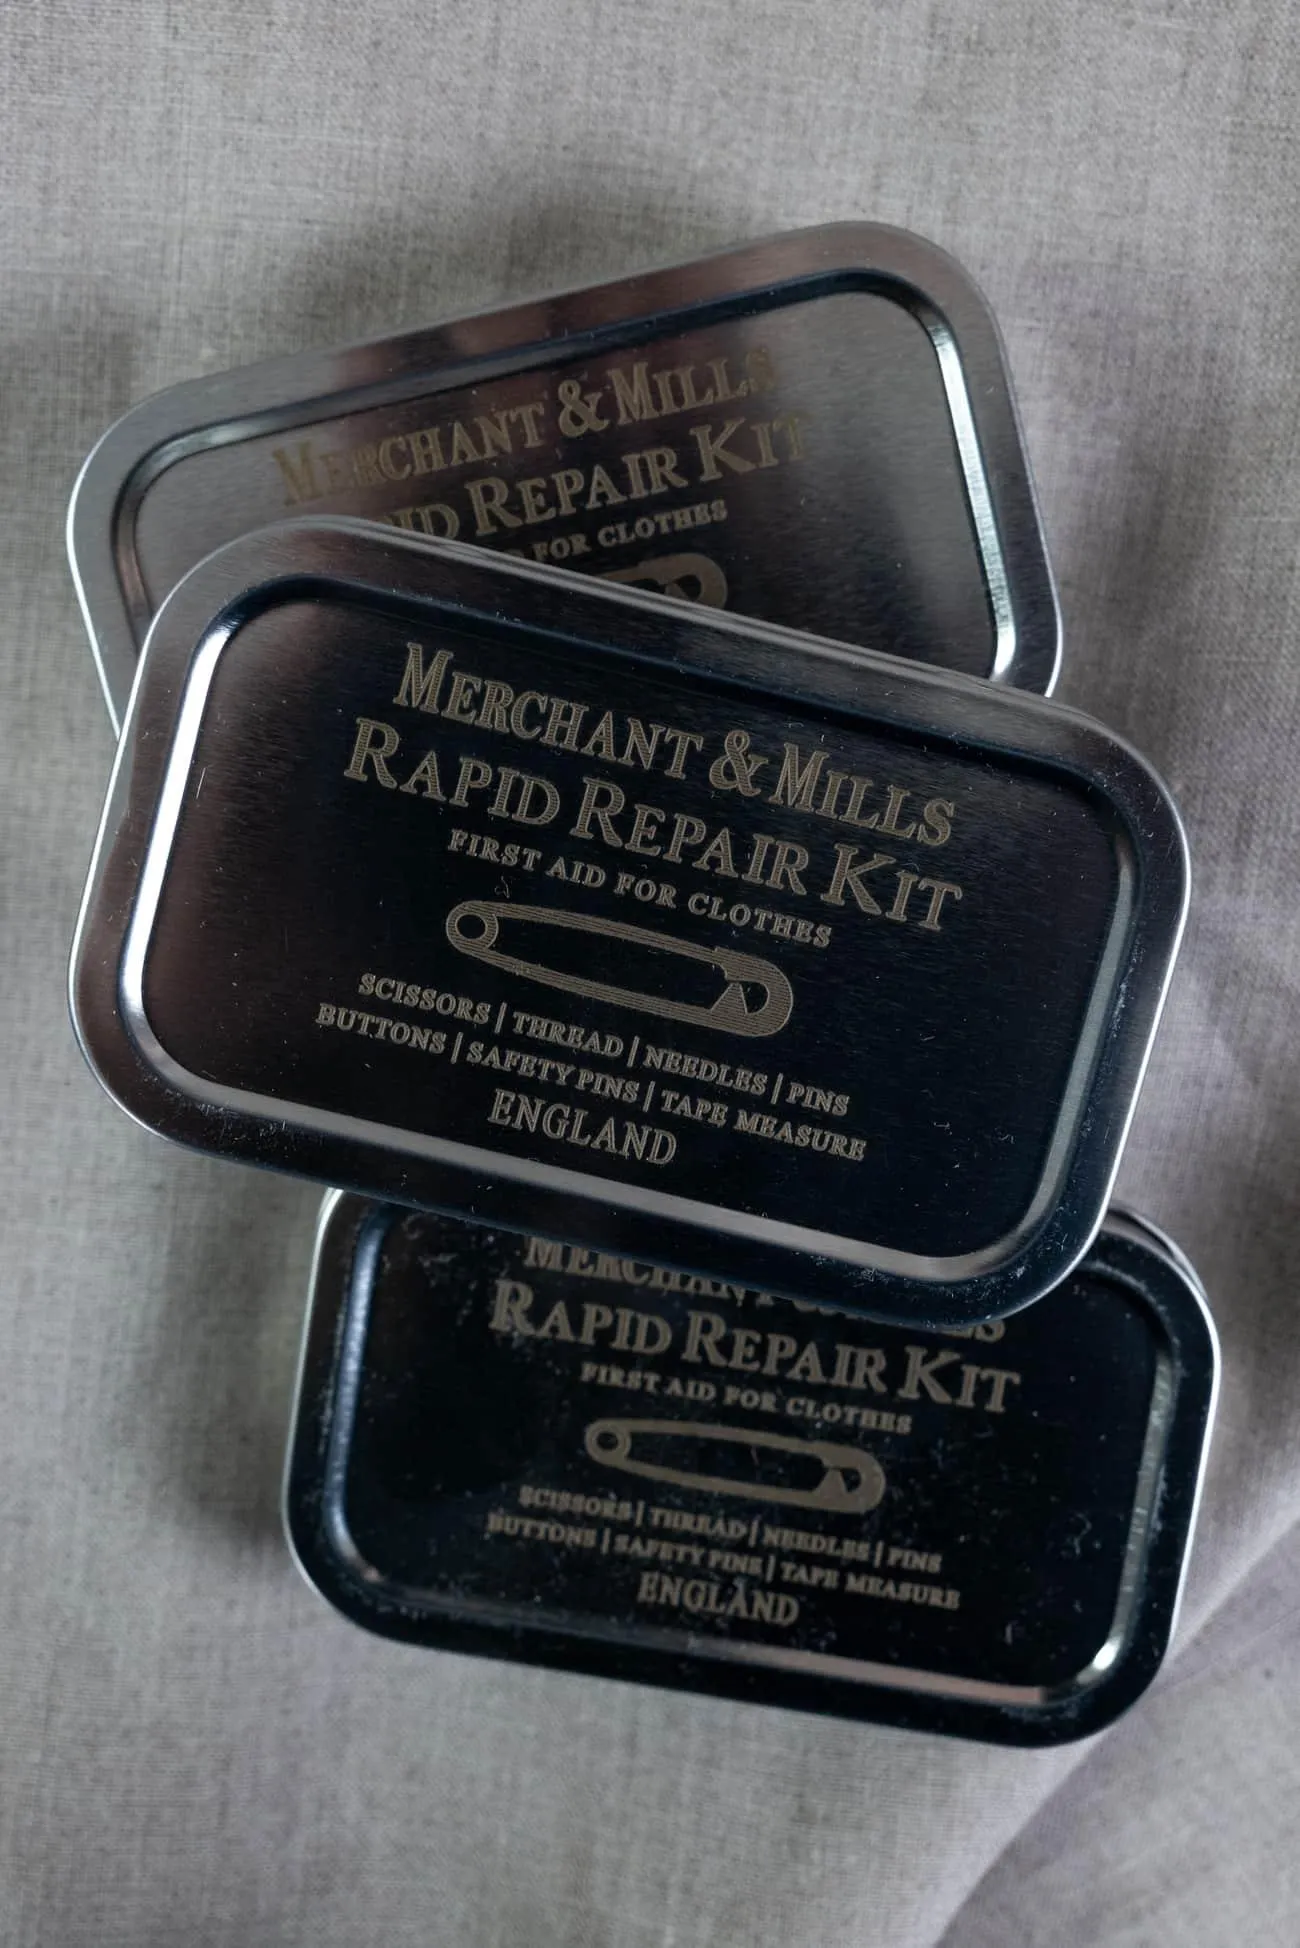 MERCHANT & MILLS
REPAIR KIT
FOR CLOTHES
MERCHANT & MILLS
RAPID REPAIR KIT
FIRST AID FOR CLOTHES
SCISSORS | THREAD | NEEDLES | PINS
BUTTONS | SAFETY PINS | TAPE MEASURE
ENGLAND
RAPID REPAIR KIT
FIRST AID FOR CLOTHES
SCISSORS | THREAD | NEEDLES | PINS
BUTTONS | SAFETY PINS | TAPE MEASURE
ENGLAND